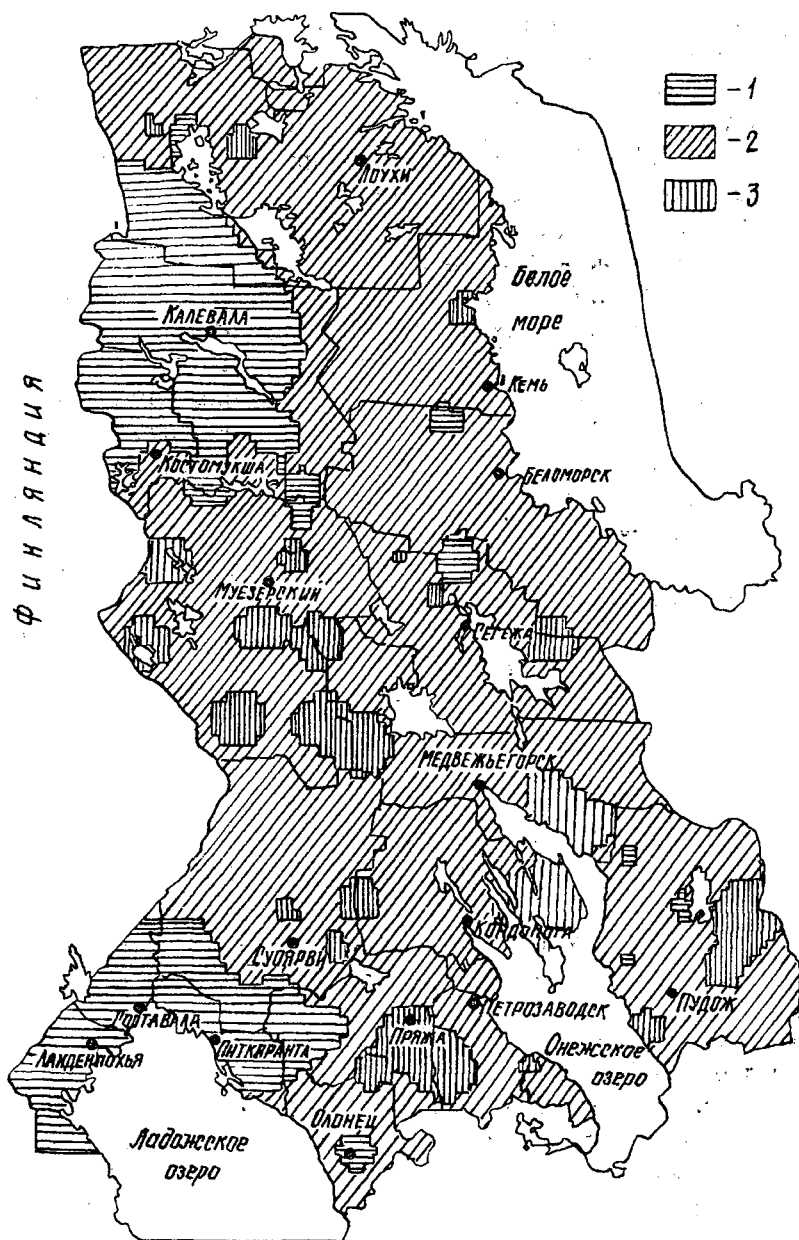 -1
-2
-3
Лоухи
Белое
море
Калевала
Финляндия
Кемь
Костомукша
Беломорск
Муезерский
Сегежа
Медвежьегорск
Кондопога
Суоярви
Сортавала
Петрозаводск
Пудож
Пряжа
Лахденпохья
Питкяранта
Онежское
озеро
Олонец
Ладожское
озеро